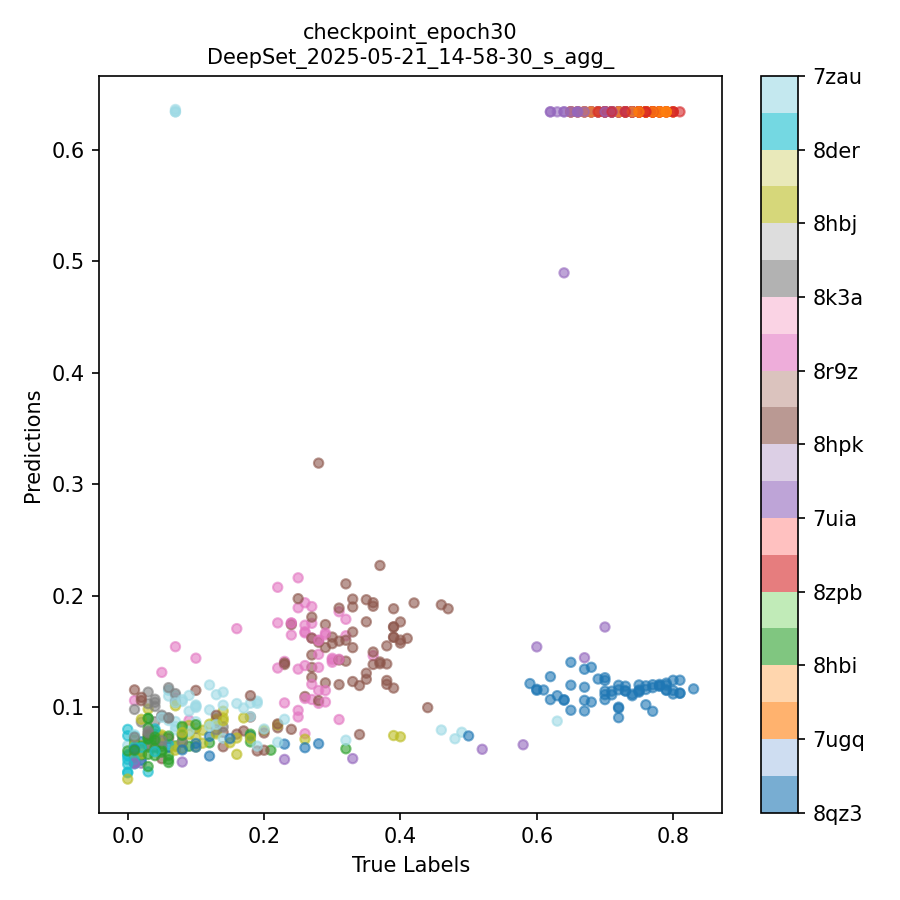 checkpoint_epoch30
DeepSet_2025-05-21_14-58-30_s_agg_
Predictions
0.6
0.5
0.4
0.3
0.2
0.1
0.0
0.2
0.4
0.6
0.8
True Labels
7zau
8der
8hbj
8k3a
8r9z
8hpk
7uia
8zpb
8hbi
7ugq
8qz3